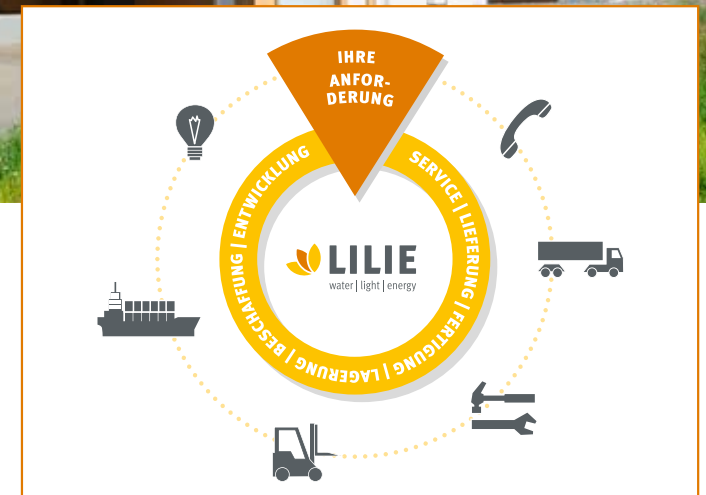 IHRE
ANFOR-
DERUNG
SERVICE | LIEFERUNG | FERTIGUNG | LAGERUNG | BESCHAFFUNG | ENTWICKLUNG
LILIE
water | light | energy